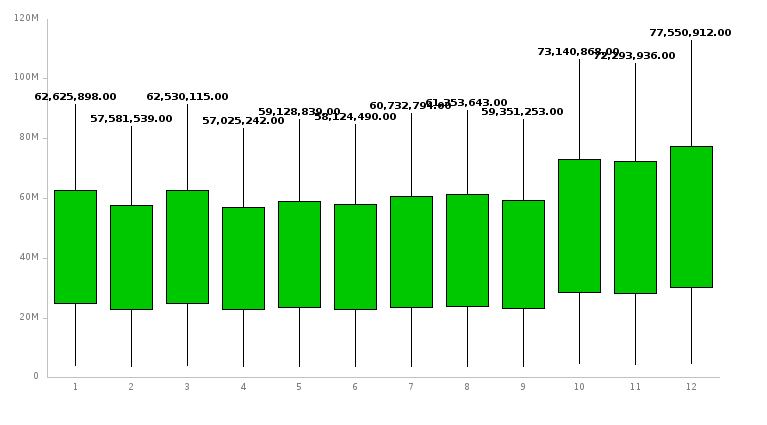 120M
100M
80M
60M
40M
20M
0
62,625,898.00
57,581,539.00
62,530,115.00
57,025,242.00
59,128,839.00
58,124,490.00
60,732,794.00
61,353,643.00
59,351,253.00
73,140,868.00
72,293,936.00
77,550,912.00
1 2 3 4 5 6 7 8 9 10 11 12